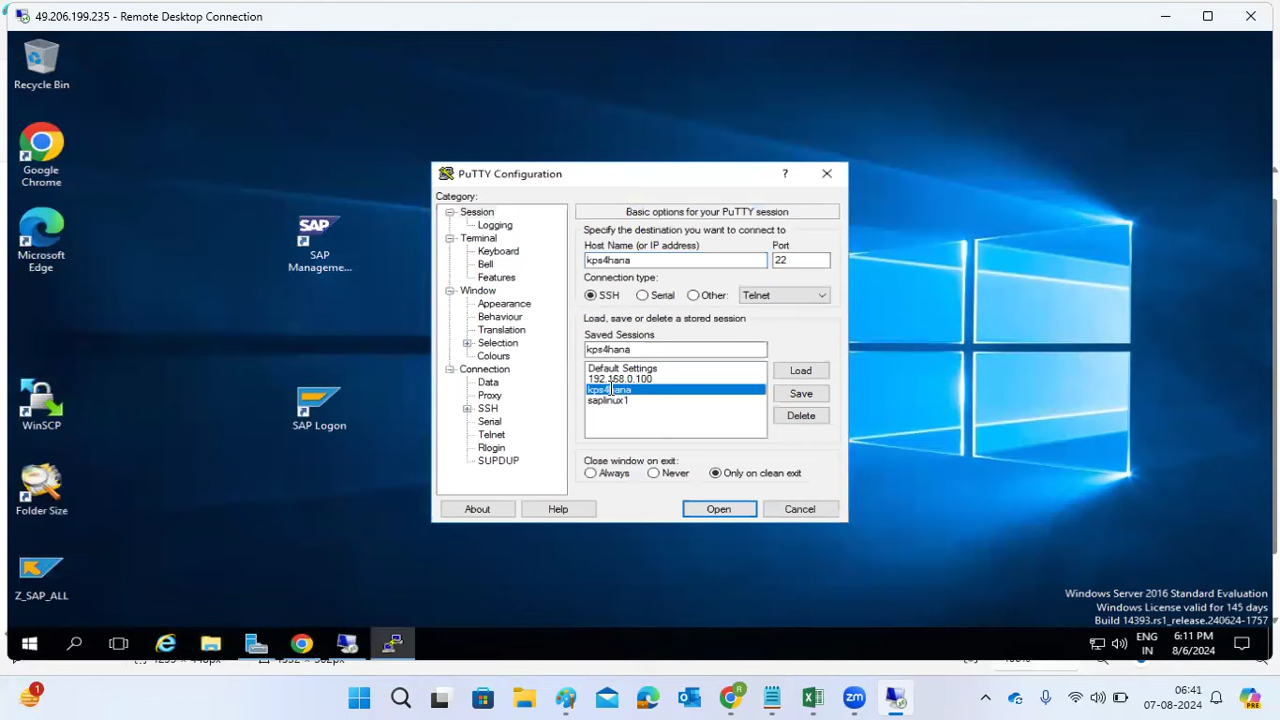 49.206.199.235 - Remote Desktop Connection
Recycle Bin
Google
Chrome
Microsoft
Edge
WinSCP
Folder Size
Z_SAP_ALL
SAP
SAP
Manageme...
SAP Logon
PuTTY Configuration
?
Category:
Session
Logging
Terminal
Keyboard
Bell
Features
Window
Appearance
Behaviour
Translation
Selection
Colours
Connection
Data
Proxy
SSH
Serial
Telnet
Rlogin
SUPDUP
Basic options for your PuTTY session
Specify the destination you want to connect to
Host Name (or IP address) Port
kps4hana 22
Connection type:
SSH Serial Other: Telnet
Load, save or delete a stored session
Saved Sessions
kps4hana
Default Settings
192.168.0.100
kps4hana
saplinux1
Load
Save
Delete
Close window on exit:
Always Never Only on clean exit
About Help Open Cancel
Windows Server 2016 Standard Evaluation
Windows License valid for 145 days
Build 14393.rs1_release.240624-1757
ENG
IN
6:11 PM
8/6/2024
1
zm
06:41
07-08-2024
PRE